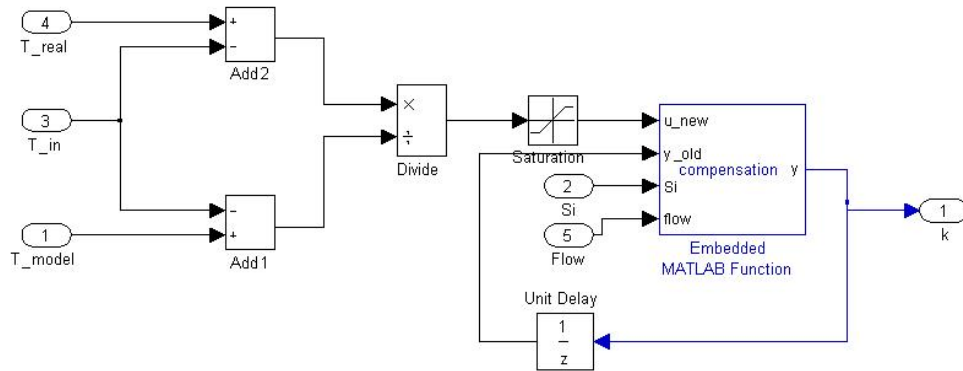 4
T_real
+
−
Add2
3
T_in
×
÷
Divide
Saturation
u_new
y_old
compensation
y
Si
flow
2
Si
5
Flow
Embedded
MATLAB Function
1
k
−
+
Add1
1
T_model
Unit Delay
1
z